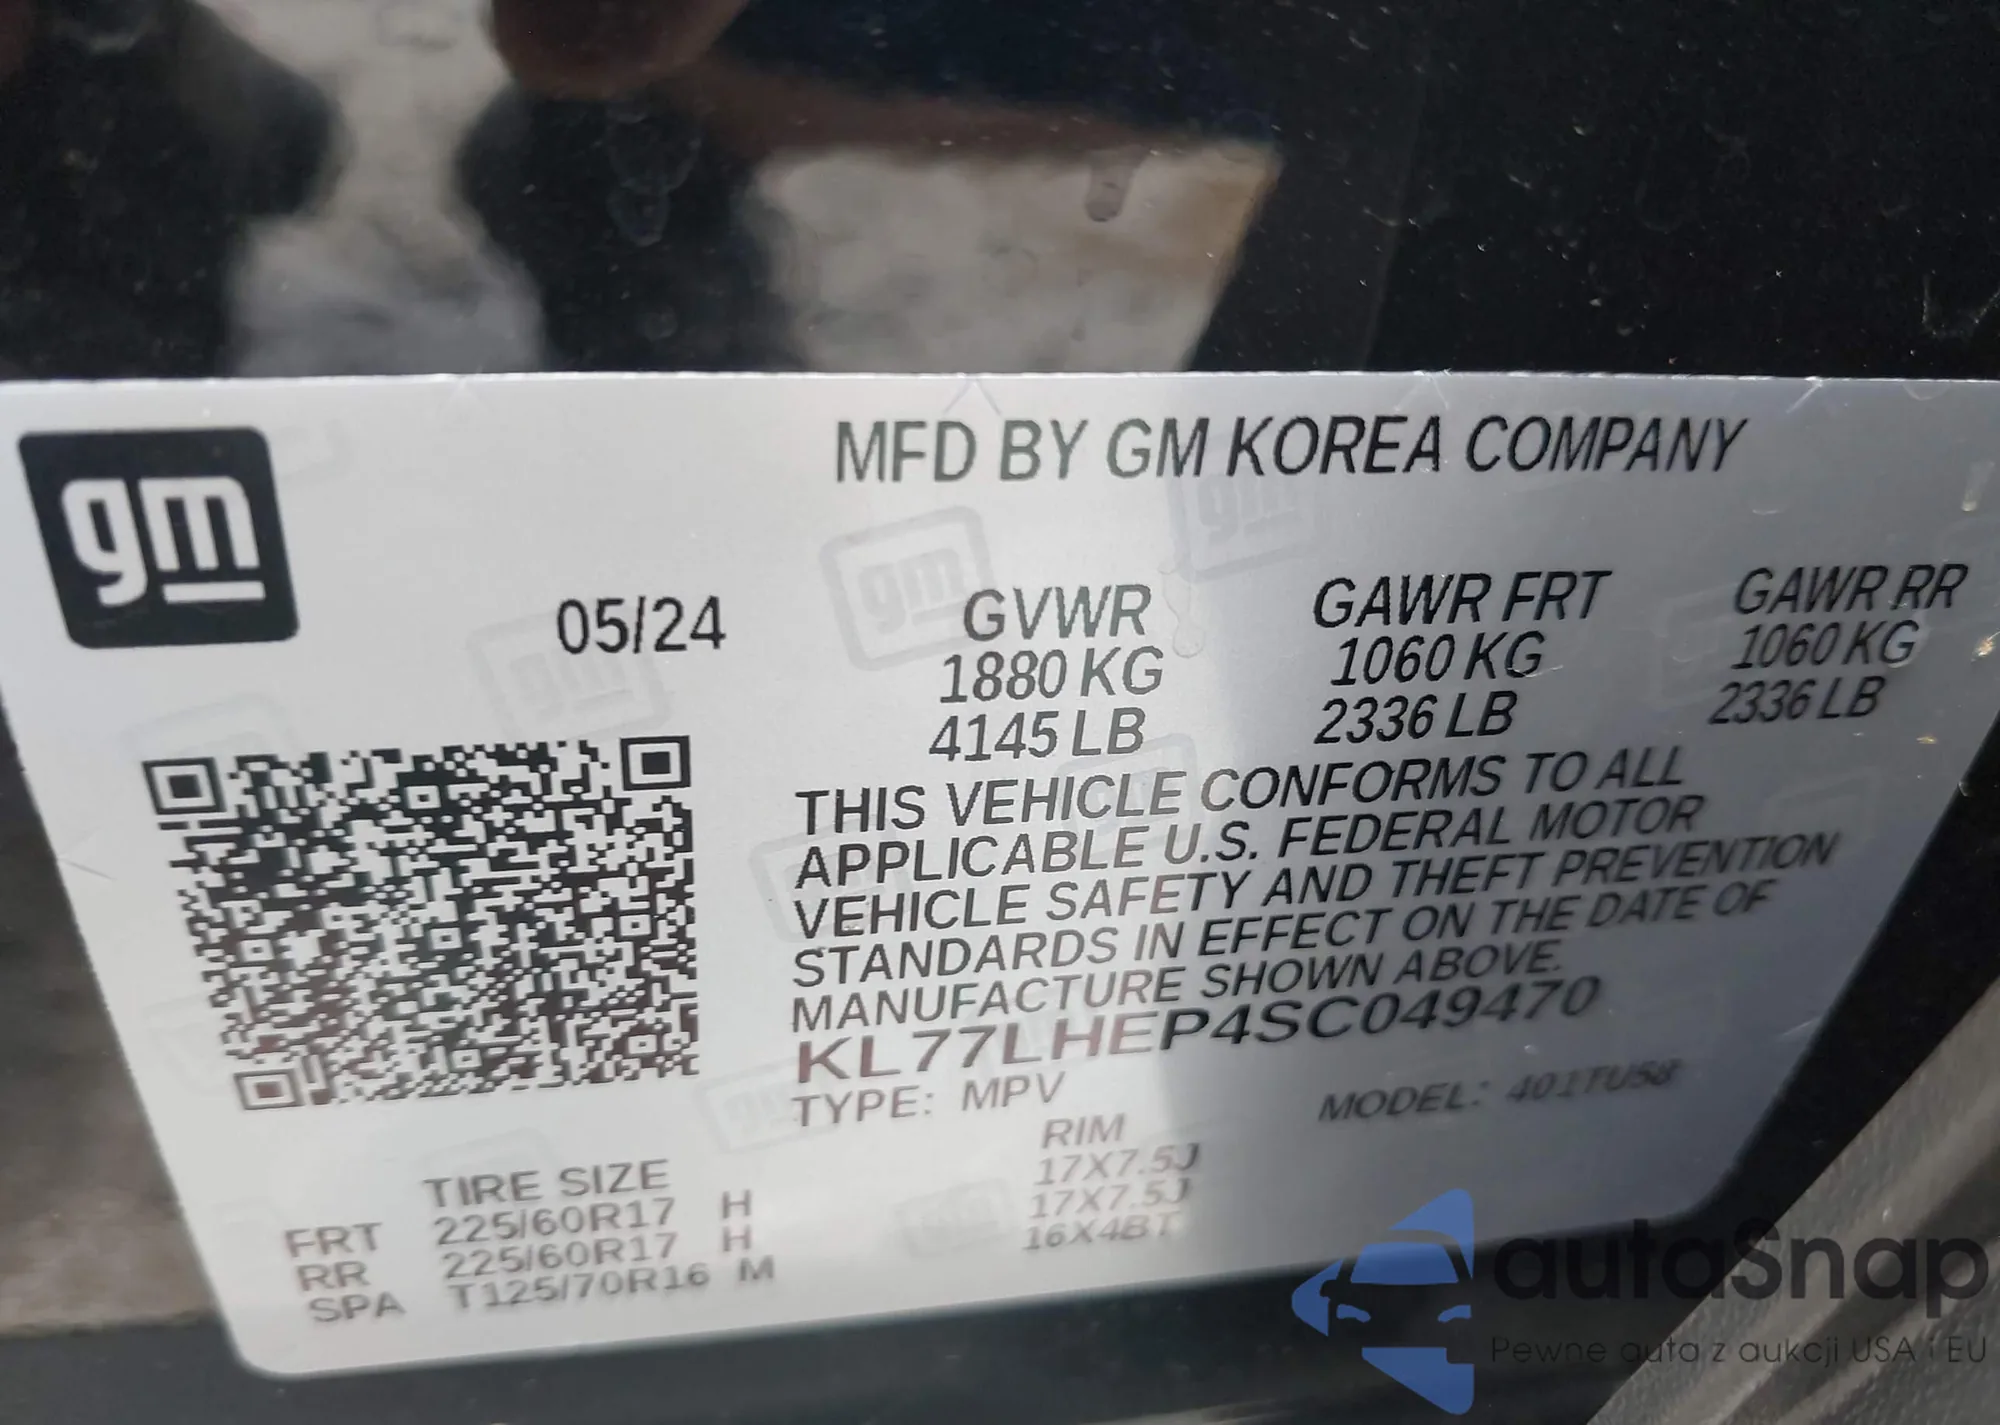 gm
MFD BY GM KOREA COMPANY
05/24
GVWR GAWR FRT GAWR RR
1880 KG 1060 KG 1060 KG
4145 LB 2336 LB 2336 LB
THIS VEHICLE CONFORMS TO ALL
APPLICABLE U.S. FEDERAL MOTOR
VEHICLE SAFETY AND THEFT PREVENTION
STANDARDS IN EFFECT ON THE DATE OF
MANUFACTURE SHOWN ABOVE.
KL77LHEP4SC049470
TYPE: MPV MODEL: 401TU58
TIRE SIZE RIM
FRT 225/60R17 H 17X7.5J
RR 225/60R17 H 17X7.5J
SPA T125/70R16 M 16X4BT
autaSnap
Pewne auta z aukcji USA i EU